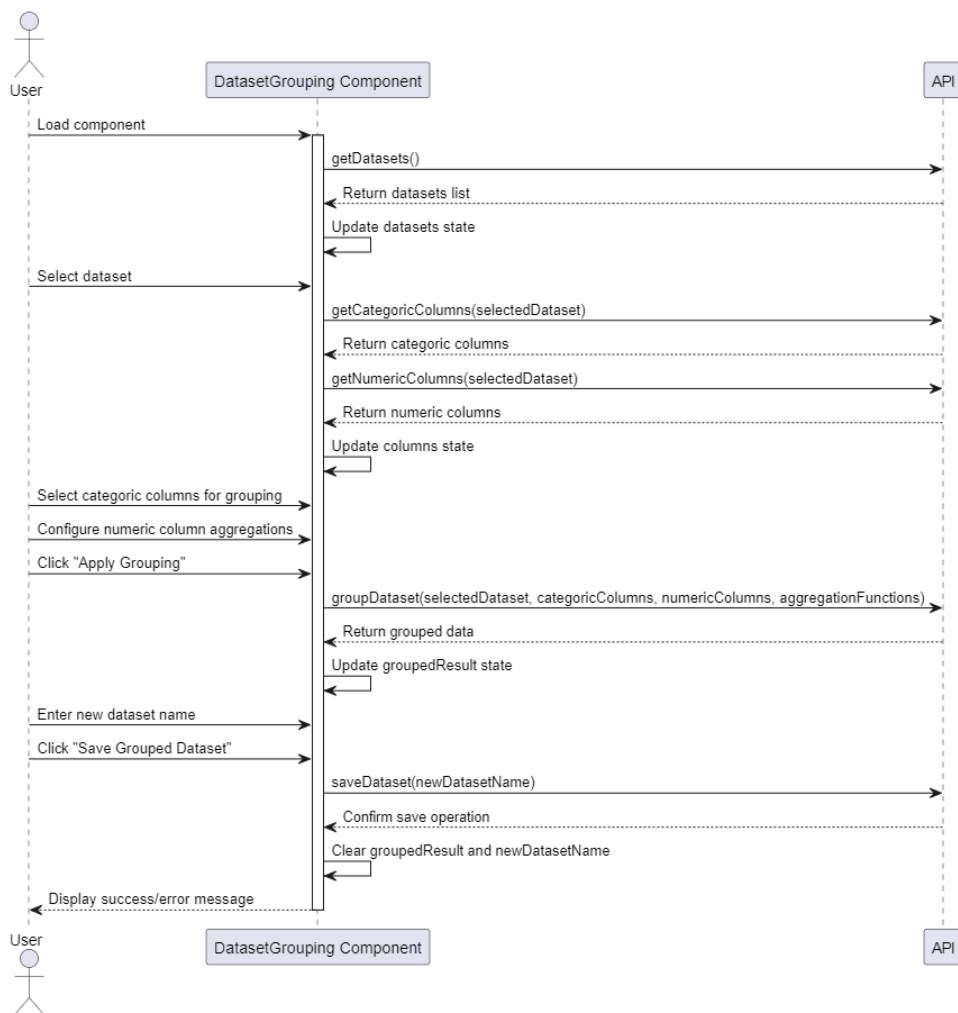 User
DatasetGrouping Component
API
Load component
getDatasets()
Return datasets list
Update datasets state
Select dataset
getCategoricColumns(selectedDataset)
Return categoric columns
getNumericColumns(selectedDataset)
Return numeric columns
Update columns state
Select categoric columns for grouping
Configure numeric column aggregations
Click "Apply Grouping"
groupDataset(selectedDataset, categoricColumns, numericColumns, aggregationFunctions)
Return grouped data
Update groupedResult state
Enter new dataset name
Click "Save Grouped Dataset"
saveDataset(newDatasetName)
Confirm save operation
Clear groupedResult and newDatasetName
Display success/error message
User
DatasetGrouping Component
API